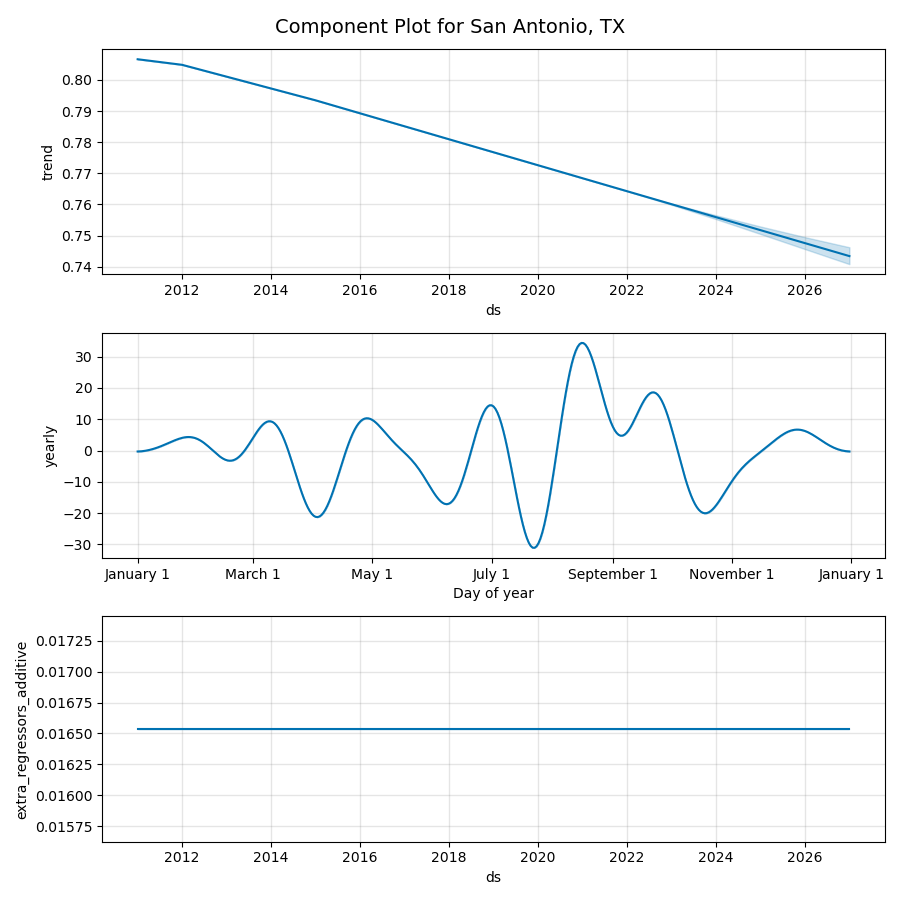 Component Plot for San Antonio, TX
0.80
0.79
0.78
0.77
0.76
0.75
0.74
trend
2012 2014 2016 2018 2020 2022 2024 2026
ds
30
20
10
0
−10
−20
−30
yearly
January 1 March 1 May 1 July 1 September 1 November 1 January 1
Day of year
0.01725
0.01700
0.01675
0.01650
0.01625
0.01600
0.01575
extra_regressors_additive
2012 2014 2016 2018 2020 2022 2024 2026
ds